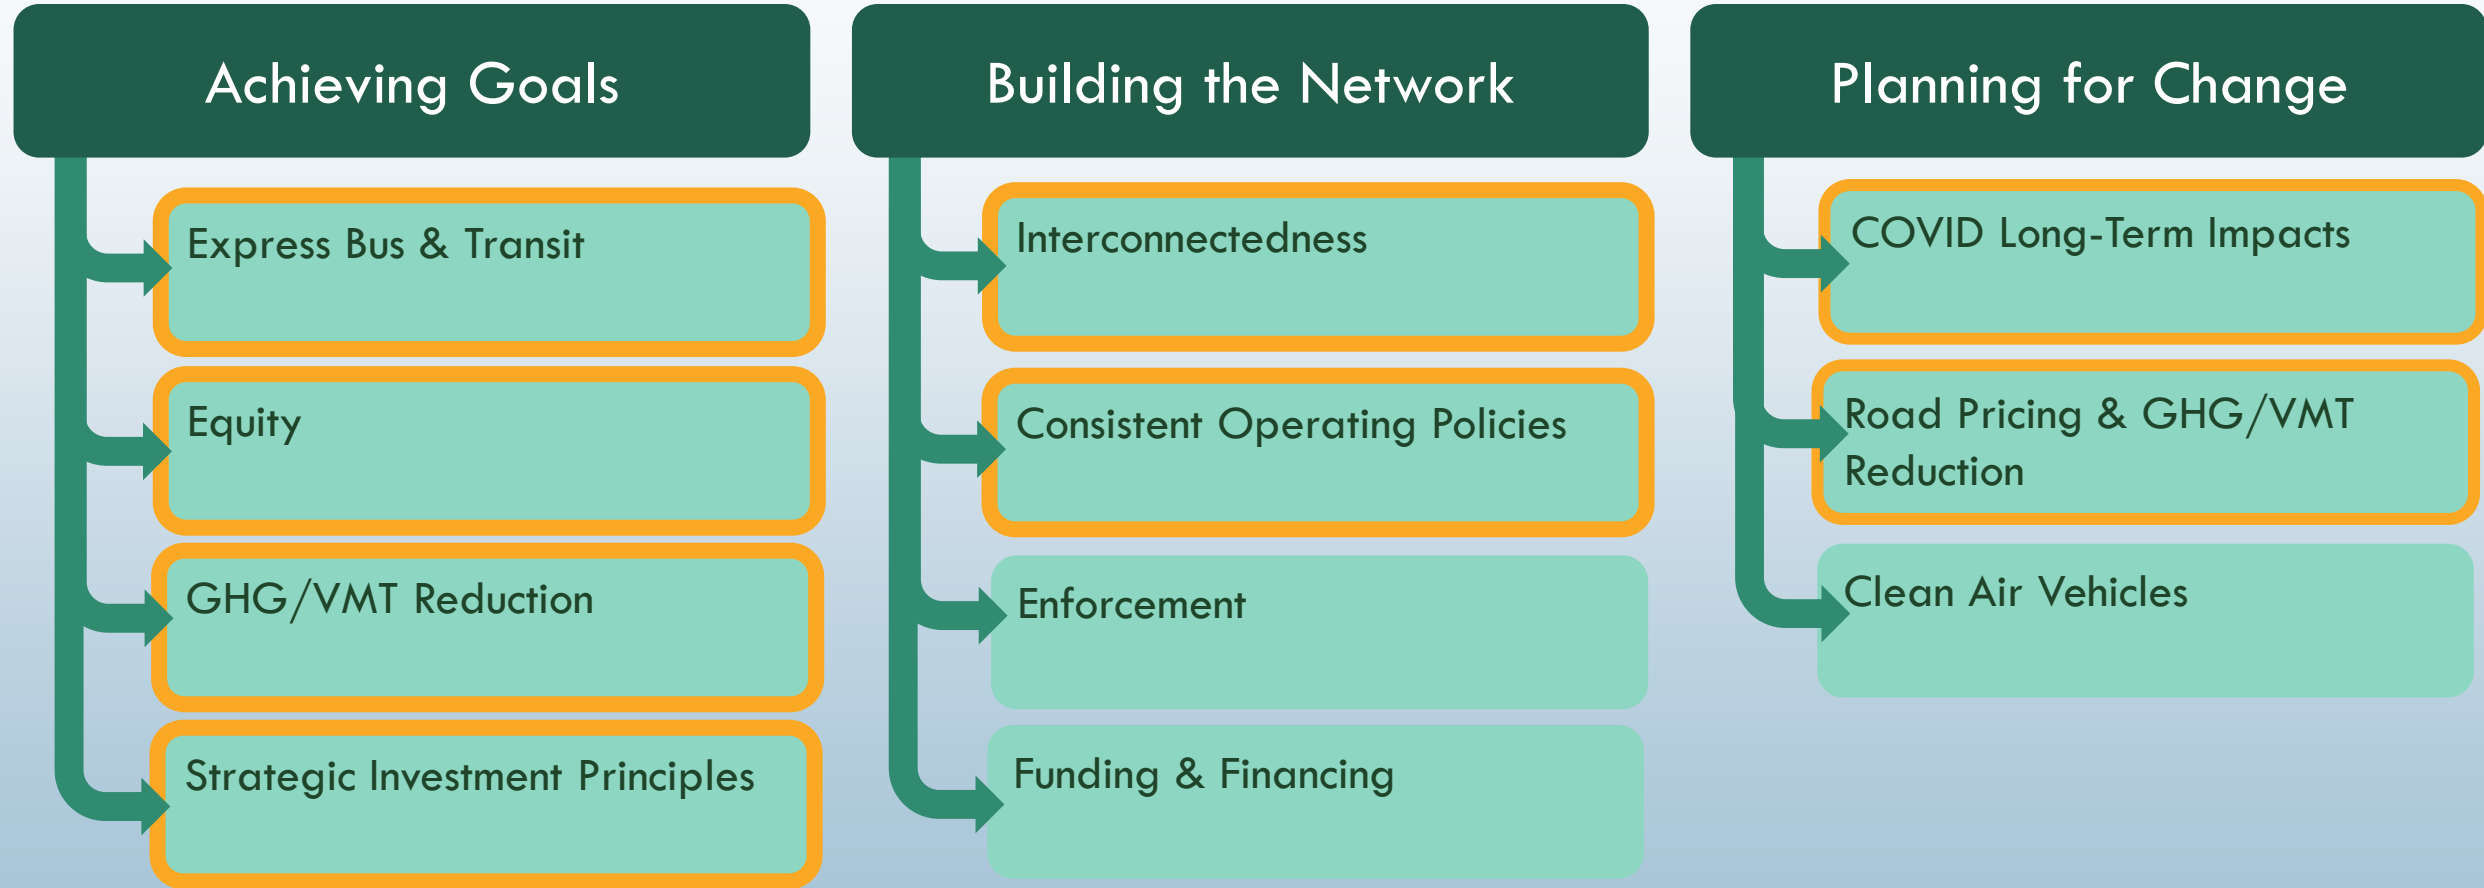 Achieving Goals
Express Bus & Transit
Equity
GHG/VMT Reduction
Strategic Investment Principles
Building the Network
Interconnectedness
Consistent Operating Policies
Enforcement
Funding & Financing
Planning for Change
COVID Long-Term Impacts
Road Pricing & GHG/VMT
Reduction
Clean Air Vehicles